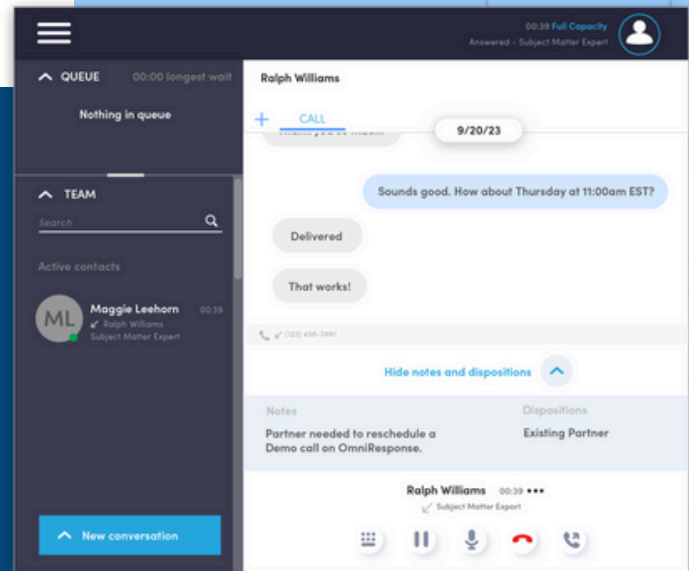 00:39 Full Capacity
Answered - Subject Matter Expert
QUEUE 00:00 longest wait
Nothing in queue
TEAM
Search
Active contacts
ML
Maggie Leehorn 00:39
Ralph Williams
Subject Matter Expert
New conversation
Ralph Williams
+ CALL
9/20/23
Sounds good. How about Thursday at 11:00am EST?
Delivered
That works!
Hide notes and dispositions
Notes
Dispositions
Partner needed to reschedule a
Demo call on OmniResponse.
Existing Partner
Ralph Williams 00:39 •••
Subject Matter Expert